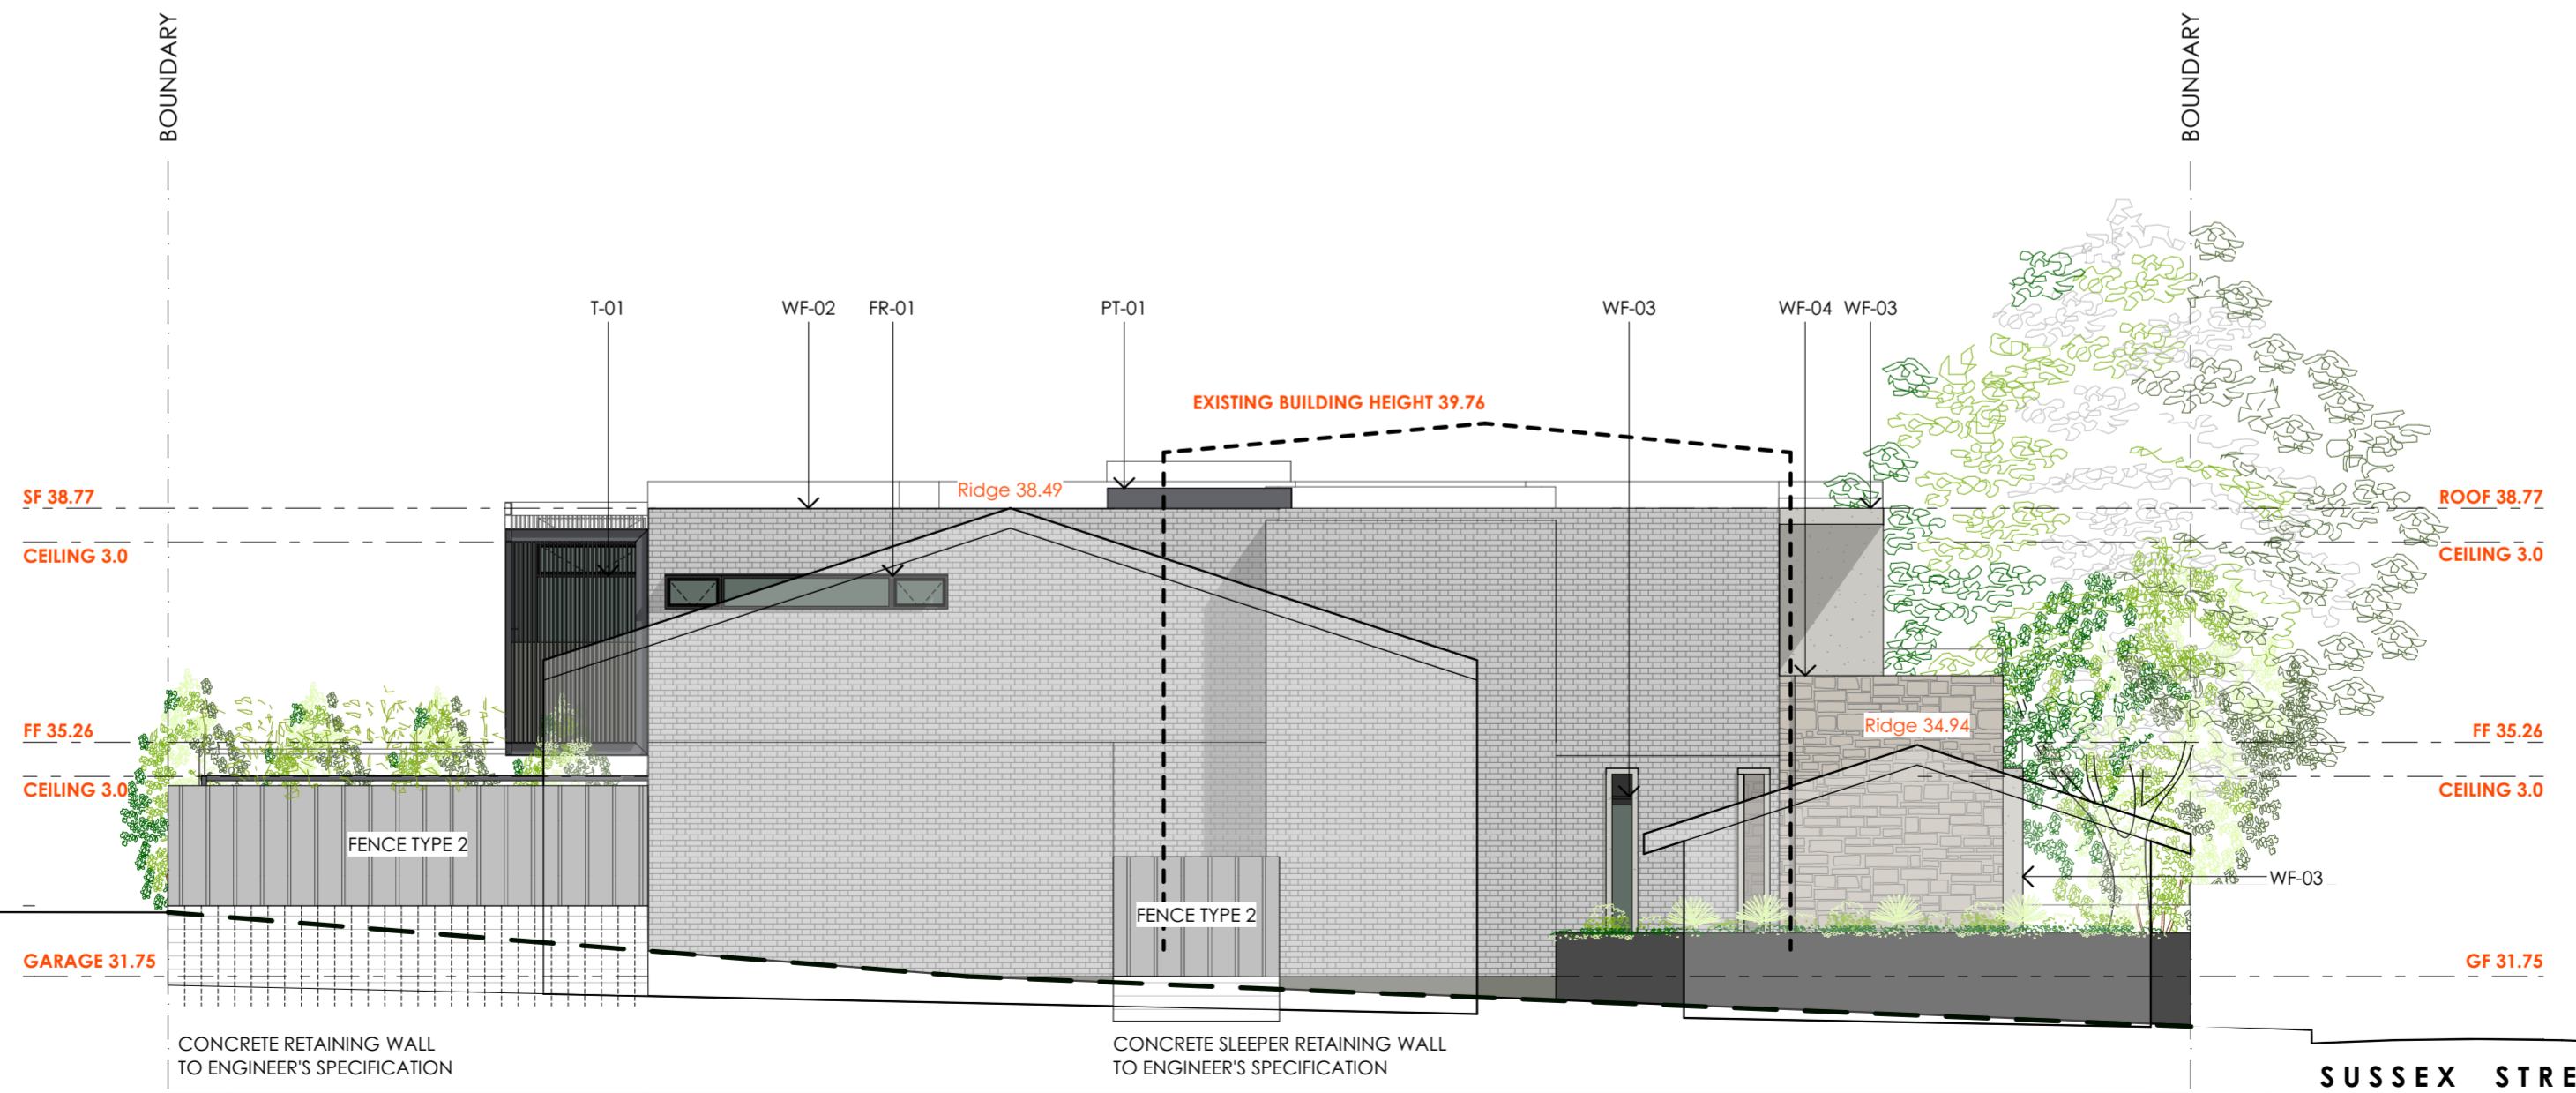 BOUNDARY
BOUNDARY
T-01
WF-02
FR-01
PT-01
WF-03
WF-04
WF-03
EXISTING BUILDING HEIGHT 39.76
SF 38.77
Ridge 38.49
ROOF 38.77
CEILING 3.0
CEILING 3.0
FF 35.26
Ridge 34.94
FF 35.26
CEILING 3.0
CEILING 3.0
FENCE TYPE 2
WF-03
FENCE TYPE 2
GARAGE 31.75
GF 31.75
CONCRETE RETAINING WALL
TO ENGINEER'S SPECIFICATION
CONCRETE SLEEPER RETAINING WALL
TO ENGINEER'S SPECIFICATION
SUSSEX STRE